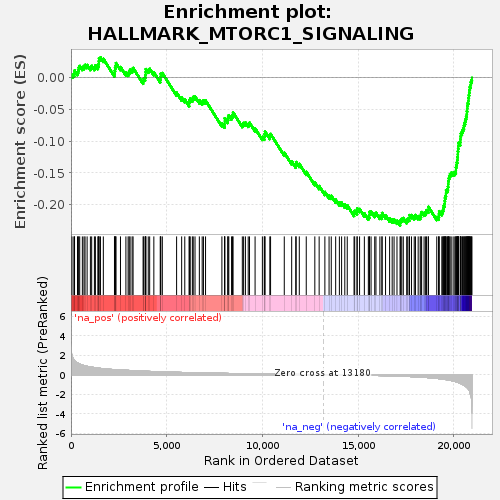 Enrichment plot:
HALLMARK_MTORC1_SIGNALING
Enrichment score (ES)
0.00
-0.05
-0.10
-0.15
-0.20
'na_pos' (positively correlated)
Ranked list metric (PreRanked)
6
4
2
0
-2
-4
-6
Zero cross at 13180
'na_neg' (negatively correlated)
0
5,000
10,000
15,000
20,000
Rank in Ordered Dataset
Enrichment profile
Hits
Ranking metric scores